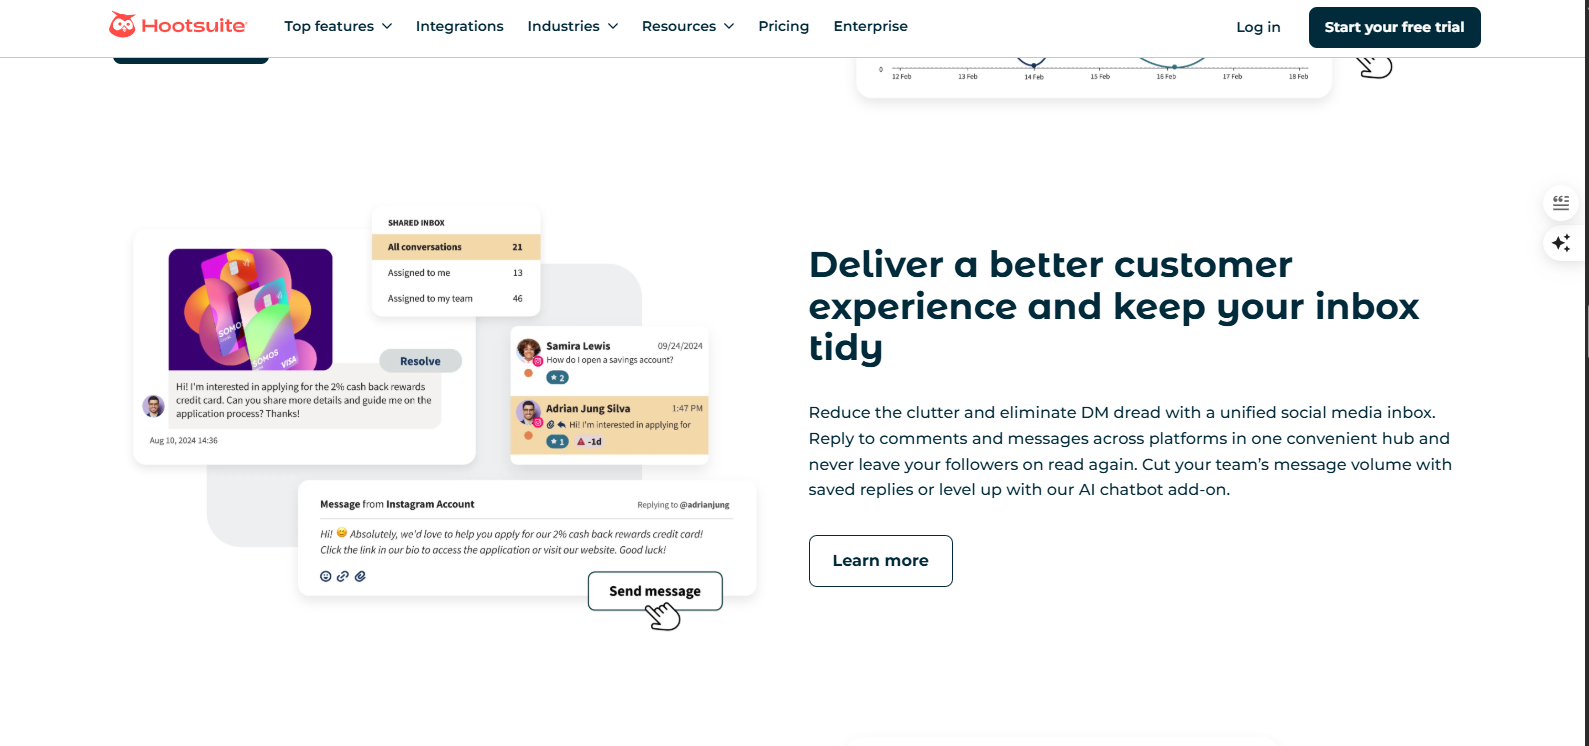 Hootsuite
Top features
Integrations
Industries
Resources
Pricing
Enterprise
Log in
Start your free trial
0
12 Feb 13 Feb 14 Feb 15 Feb 16 Feb 17 Feb 18 Feb
SHARED INBOX
All conversations 21
Assigned to me 13
Assigned to my team 46
SOMOS
SOMOS
VISA
Resolve
Hi! I'm interested in applying for the 2% cash back rewards
credit card. Can you share more details and guide me on the
application process? Thanks!
Aug 10, 2024 14:36
Samira Lewis 09/24/2024
How do I open a savings account?
2
Adrian Jung Silva 1:47 PM
Hi! I'm interested in applying for
1 -1d
Message from Instagram Account Replying to @adrianjung
Hi! 😊 Absolutely, we'd love to help you apply for our 2% cash back rewards credit card!
Click the link in our bio to access the application or visit our website. Good luck!
Send message
Deliver a better customer
experience and keep your inbox
tidy
Reduce the clutter and eliminate DM dread with a unified social media inbox.
Reply to comments and messages across platforms in one convenient hub and
never leave your followers on read again. Cut your team's message volume with
saved replies or level up with our AI chatbot add-on.
Learn more